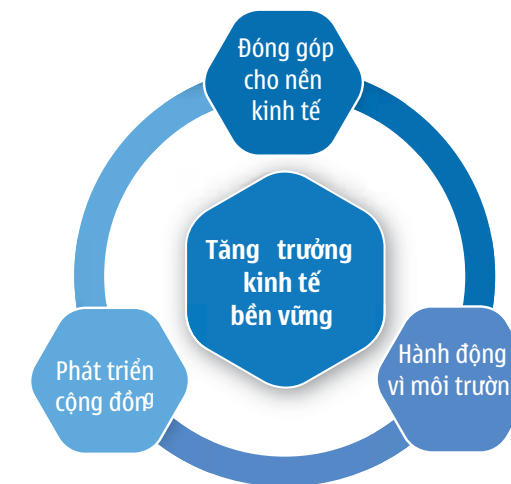 Đóng góp
cho nền
kinh tế
Tăng trưởng
kinh tế
bền vững
Phát triển
cộng đồng
Hành động
vì môi trườn